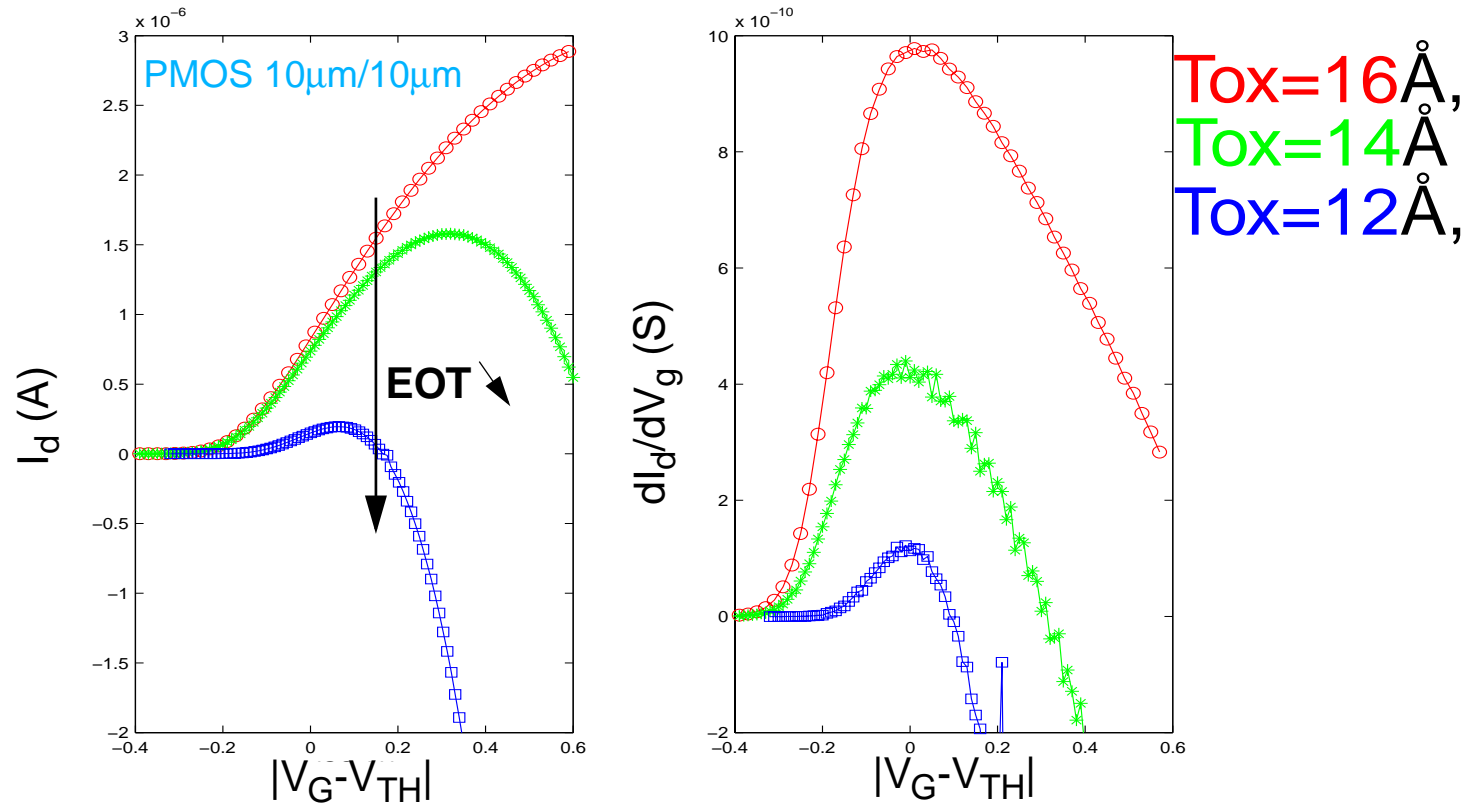 x 10⁻⁶
3
2.5
2
1.5
1
0.5
0
−0.5
−1
−1.5
−2
−0.4 −0.2 0 0.2 0.4 0.6
I_d (A)
|V_G-V_TH|
PMOS 10μm/10μm
EOT
x 10⁻¹⁰
10
8
6
4
2
0
−2
−0.4 −0.2 0 0.2 0.4 0.6
dI_d/dV_g (S)
|V_G-V_TH|
Tox=16Å,
Tox=14Å
Tox=12Å,